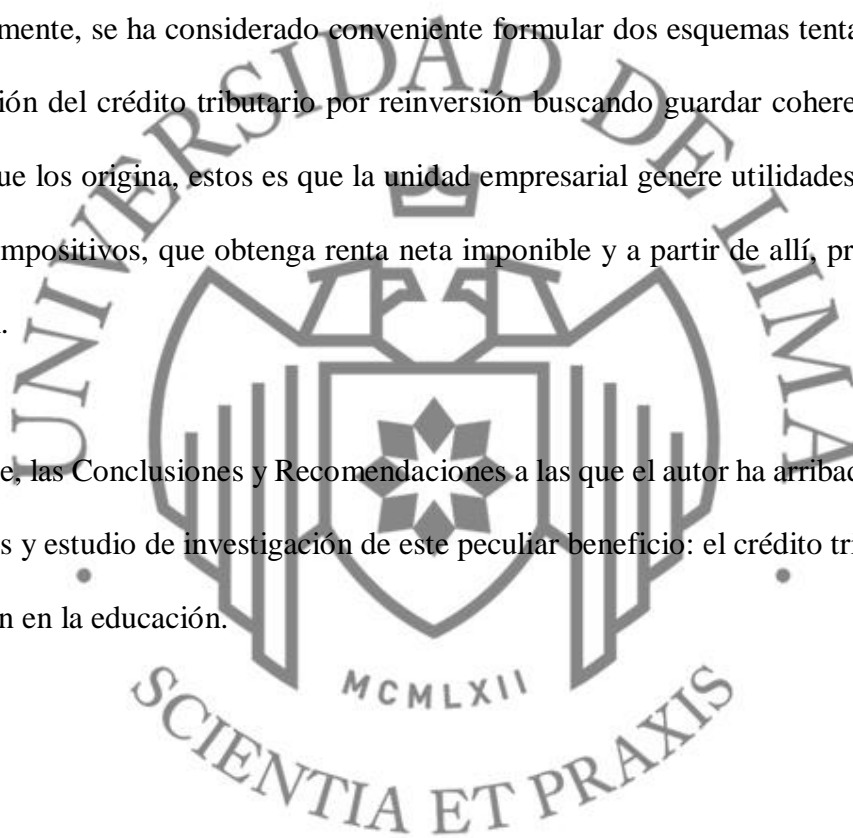 mente, se ha considerado conveniente formular dos esquemas tenta
ión del crédito tributario por reinversión buscando guardar cohere
ue los origina, estos es que la unidad empresarial genere utilidades
mpositivos, que obtenga renta neta imponible y a partir de allí, pr
.
e, las Conclusiones y Recomendaciones a las que el autor ha arribad
s y estudio de investigación de este peculiar beneficio: el crédito tri
n en la educación.
UNIVERSIDAD DE LIMA
MCMLXII
SCIENTIA ET PRAXIS